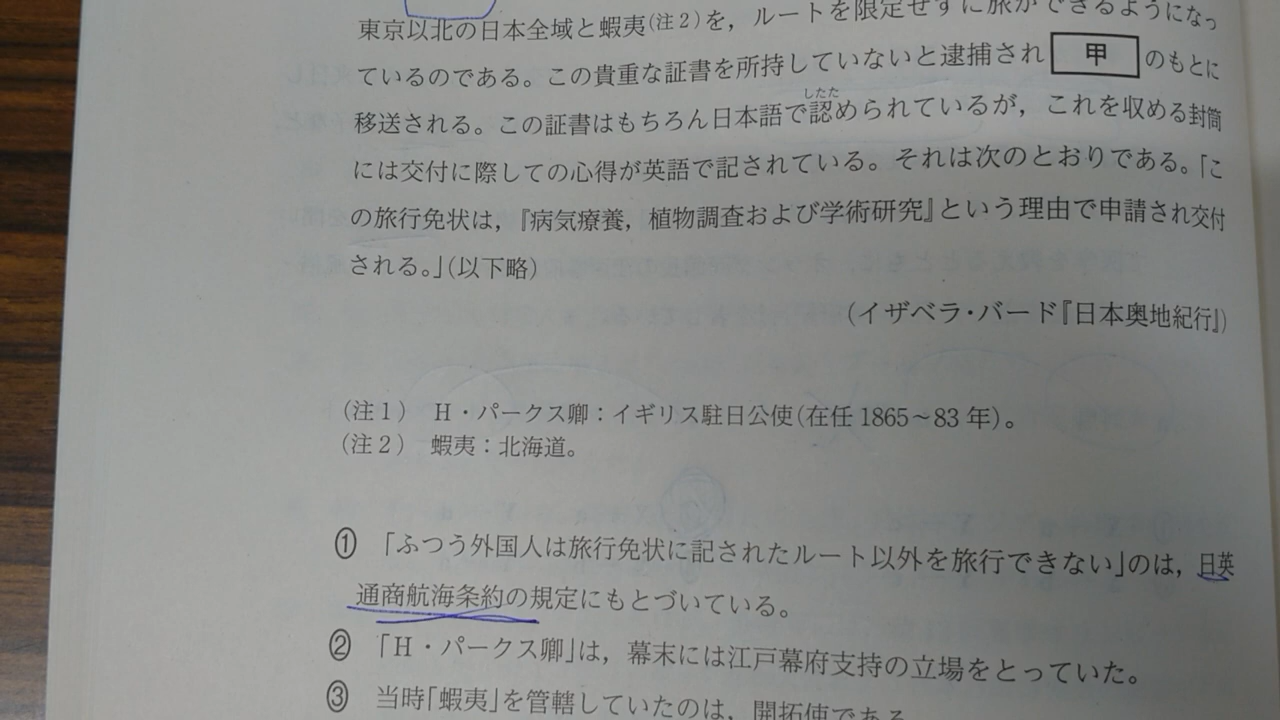 東京以北の日本全域と蝦夷(注2)を，ルートを限定せずに旅ができるようになっ
ているのである。この貴重な証書を所持していないと逮捕され 甲 のもとに
移送される。この証書はもちろん日本語で認められているが，これを収める封筒
したた
には交付に際しての心得が英語で記されている。それは次のとおりである。「こ
の旅行免状は，『病気療養，植物調査および学術研究』という理由で申請され交付
される。」(以下略)
(イザベラ・バード『日本奥地紀行』)
(注1)　H・パークス卿：イギリス駐日公使(在任1865～83年)。
(注2)　蝦夷：北海道。
① 「ふつう外国人は旅行免状に記されたルート以外を旅行できない」のは，日英
通商航海条約の規定にもとづいている。
② 「H・パークス卿」は，幕末には江戸幕府支持の立場をとっていた。
③ 当時「蝦夷」を管轄していたのは，開拓使である。